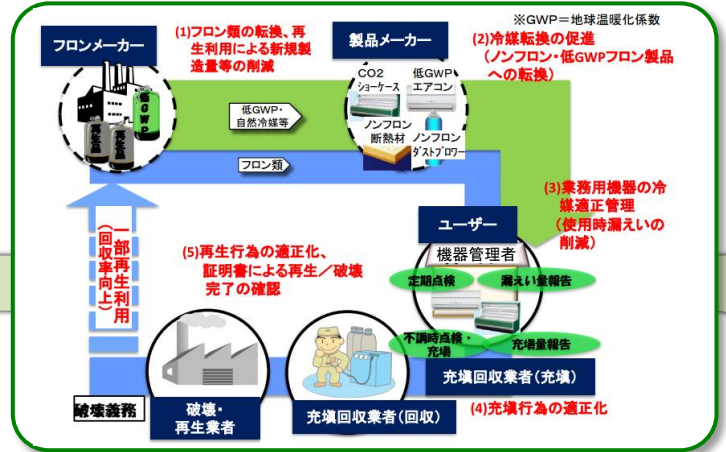 ※GWP＝地球温暖化係数
フロンメーカー
(1)フロン類の転換、再
生利用による新規製
造量等の削減
製品メーカー
(2)冷媒転換の促進
(ノンフロン・低GWPフロン製品
への転換)
低GWP
再生品
再生品
低GWP・
自然冷媒等
フロン類
CO2
ショーケース
低GWP
エアコン
ノンフロン
断熱材
ノンフロン
ダストブロワー
(3)業務用機器の冷
媒適正管理
(使用時漏えいの
削減)
ユーザー
機器管理者
定期点検
漏えい量報告
不調時点検・
充塡
充塡量報告
充塡回収業者(充塡)
(4)充塡行為の適正化
(5)再生行為の適正化、
証明書による再生／破壊
完了の確認
一部再生利用
(回収率向上)
破壊義務
破壊・
再生業者
充塡回収業者(回収)